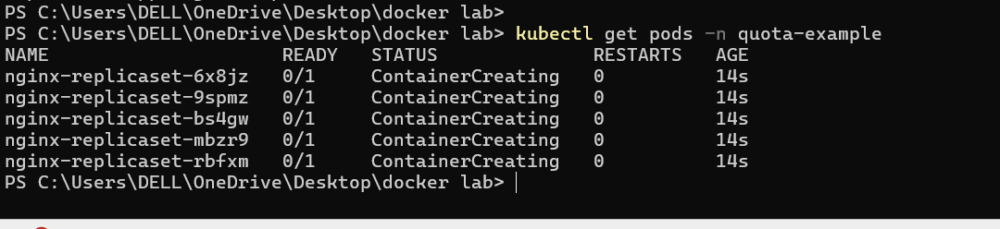 PS C:\Users\DELL\OneDrive\Desktop\docker lab>
PS C:\Users\DELL\OneDrive\Desktop\docker lab> kubectl get pods -n quota-example
NAME                     READY   STATUS              RESTARTS   AGE
nginx-replicaset-6x8jz   0/1     ContainerCreating   0          14s
nginx-replicaset-9spmz   0/1     ContainerCreating   0          14s
nginx-replicaset-bs4gw   0/1     ContainerCreating   0          14s
nginx-replicaset-mbzr9   0/1     ContainerCreating   0          14s
nginx-replicaset-rbfxm   0/1     ContainerCreating   0          14s
PS C:\Users\DELL\OneDrive\Desktop\docker lab>